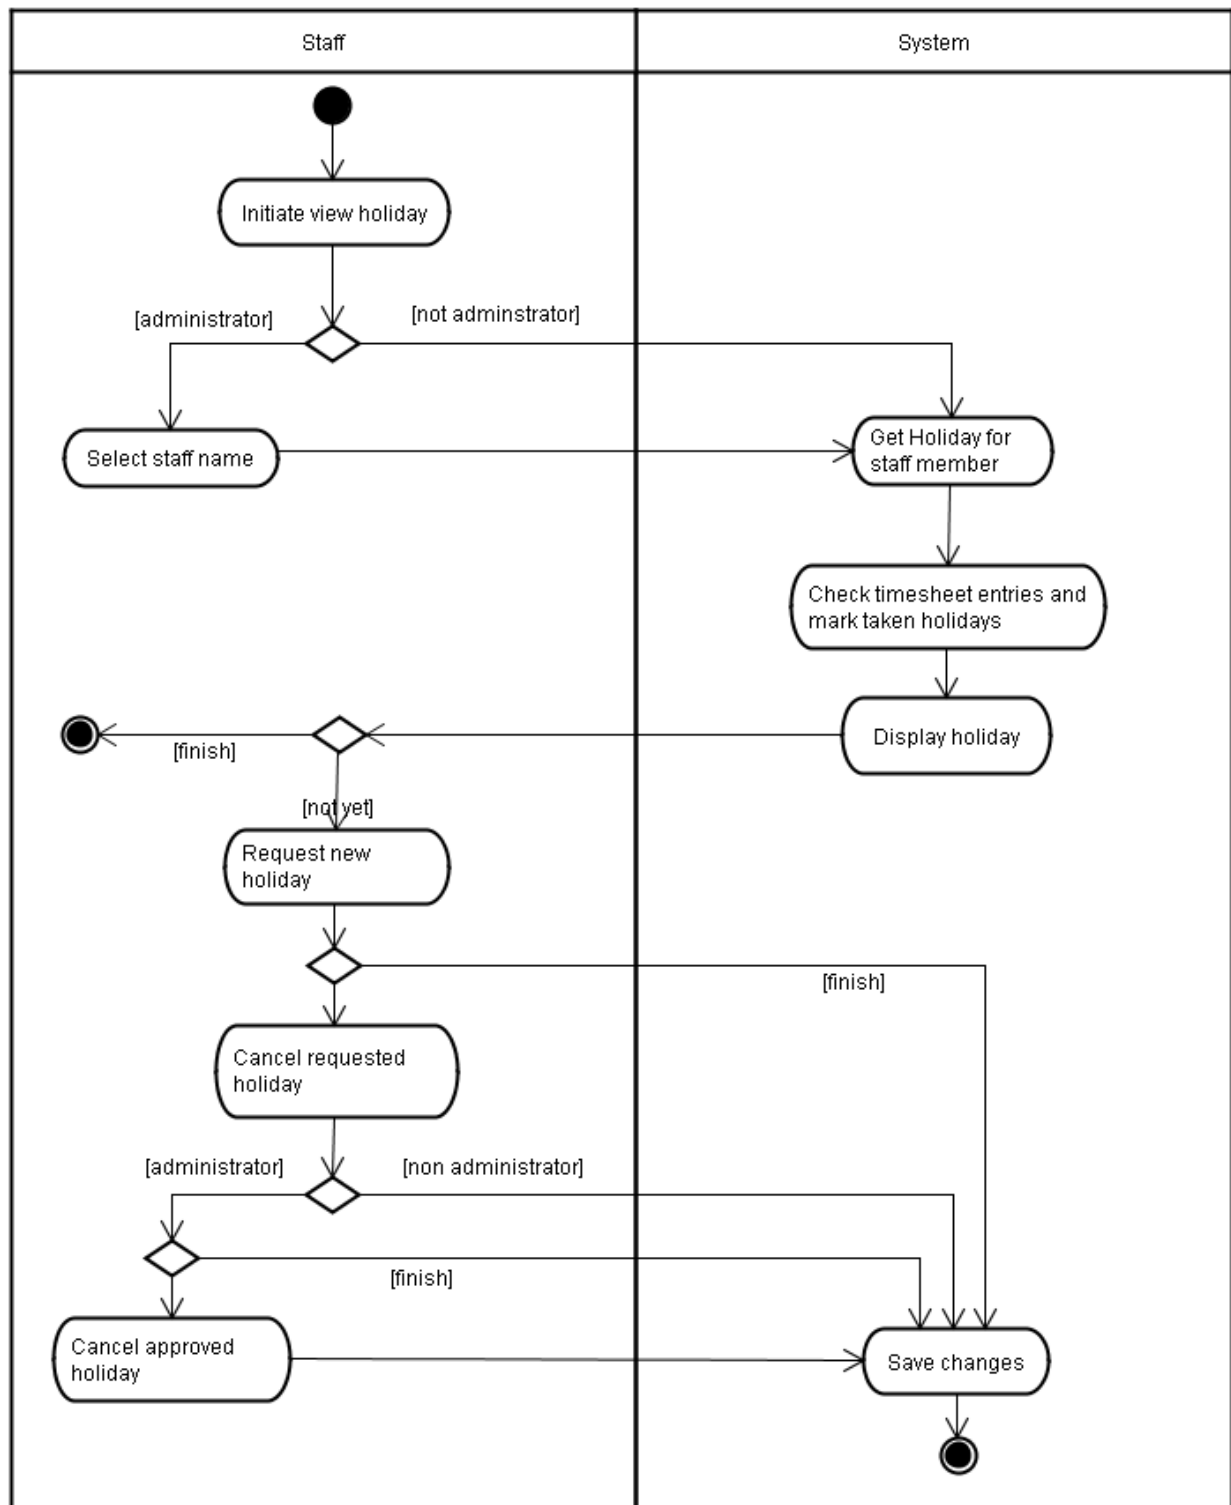 Staff
System
Initiate view holiday
[administrator]
[not adminstrator]
Select staff name
Get Holiday for
staff member
Check timesheet entries and
mark taken holidays
Display holiday
[finish]
[not yet]
Request new
holiday
[finish]
Cancel requested
holiday
[administrator]
[non administrator]
[finish]
Cancel approved
holiday
Save changes